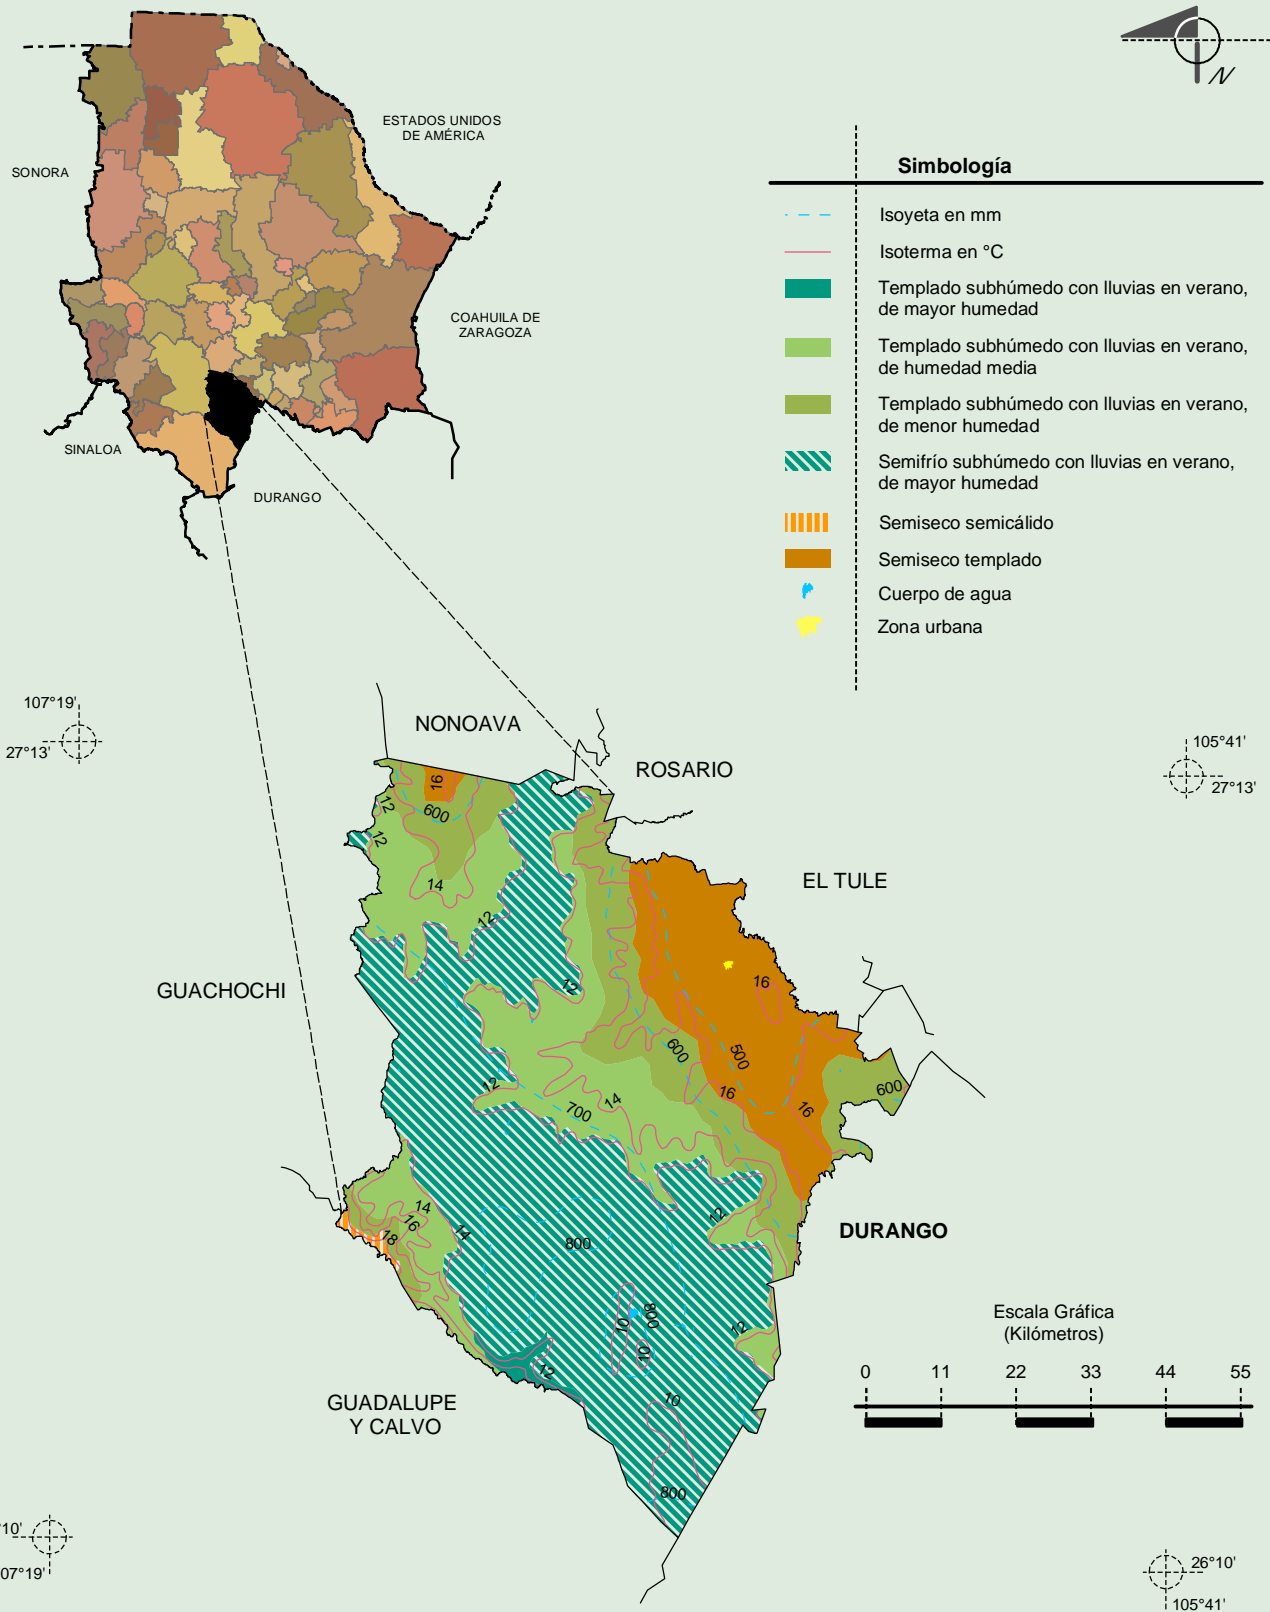 N
ESTADOS UNIDOS
DE AMÉRICA
SONORA
COAHUILA DE
ZARAGOZA
SINALOA
DURANGO
Simbología
Isoyeta en mm
Isoterma en °C
Templado subhúmedo con lluvias en verano,
de mayor humedad
Templado subhúmedo con lluvias en verano,
de humedad media
Templado subhúmedo con lluvias en verano,
de menor humedad
Semifrío subhúmedo con lluvias en verano,
de mayor humedad
Semiseco semicálido
Semiseco templado
Cuerpo de agua
Zona urbana
107°19'
27°13'
105°41'
27°13'
NONOAVA
ROSARIO
EL TULE
GUACHOCHI
DURANGO
GUADALUPE
Y CALVO
16
12
600
12
14
12
12
16
600
500
16
600
16
12
14
700
14
16
18
14
12
800
800
10
10
12
12
10
800
Escala Gráfica
(Kilómetros)
0 11 22 33 44 55
°10'
07°19'
26°10'
105°41'